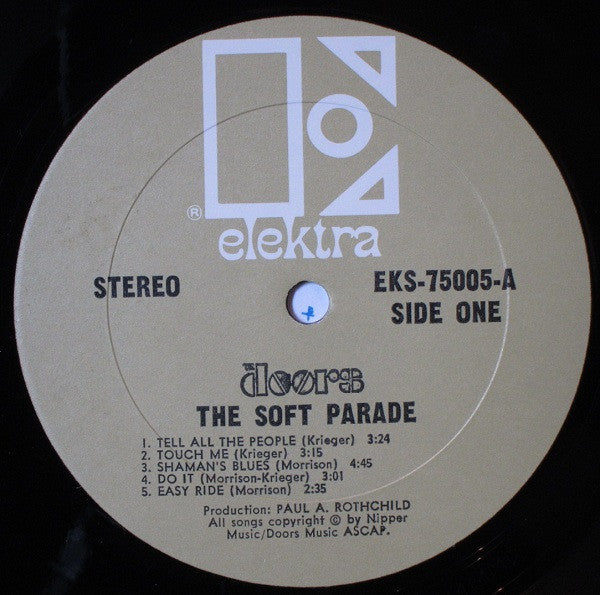 ®
elektra
STEREO
EKS-75005-A
SIDE ONE
THE doors
THE SOFT PARADE
1. TELL ALL THE PEOPLE (Krieger) 3:24
2. TOUCH ME (Krieger) 3:15
3. SHAMAN'S BLUES (Morrison) 4:45
4. DO IT (Morrison-Krieger) 3:01
5. EASY RIDE (Morrison) 2:35
Production: PAUL A. ROTHCHILD
All songs copyright © by Nipper
Music/Doors Music ASCAP.